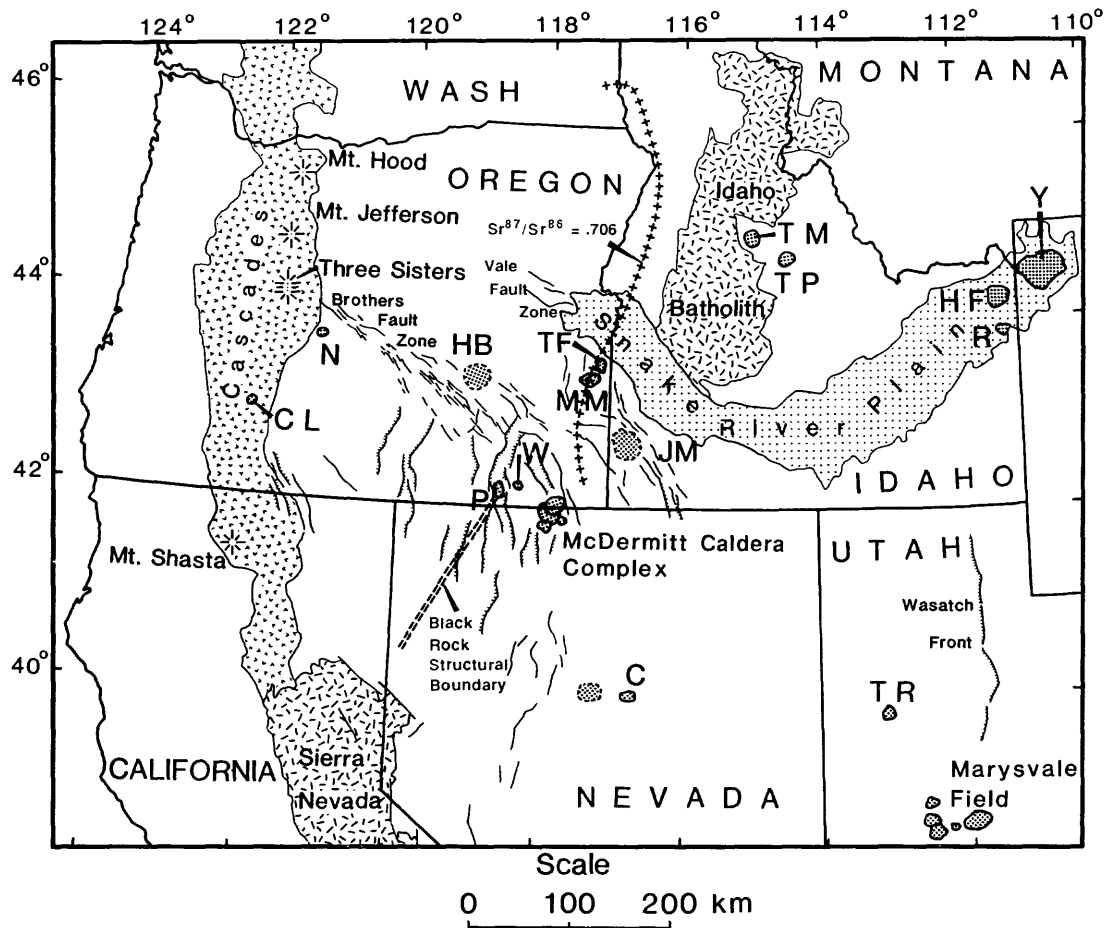 124° 122° 120° 118° 116° 114° 112° 110°
46°
44°
42°
40°
WASH
MONTANA
Mt. Hood
OREGON
Mt. Jefferson
Sr87/Sr86 = .706
Idaho
Batholith
Y
TM
TP
Cascades
Three Sisters
Vale
Fault
Zone
Brothers
Fault
Zone
HB
TF
MM
N
CL
HF
R
Snake River Plain
JM
W
P
IDAHO
Mt. Shasta
McDermitt Caldera
Complex
UTAH
Wasatch
Front
Black
Rock
Structural
Boundary
C
TR
CALIFORNIA
Sierra
Nevada
NEVADA
Marysvale
Field
Scale
0 100 200 km